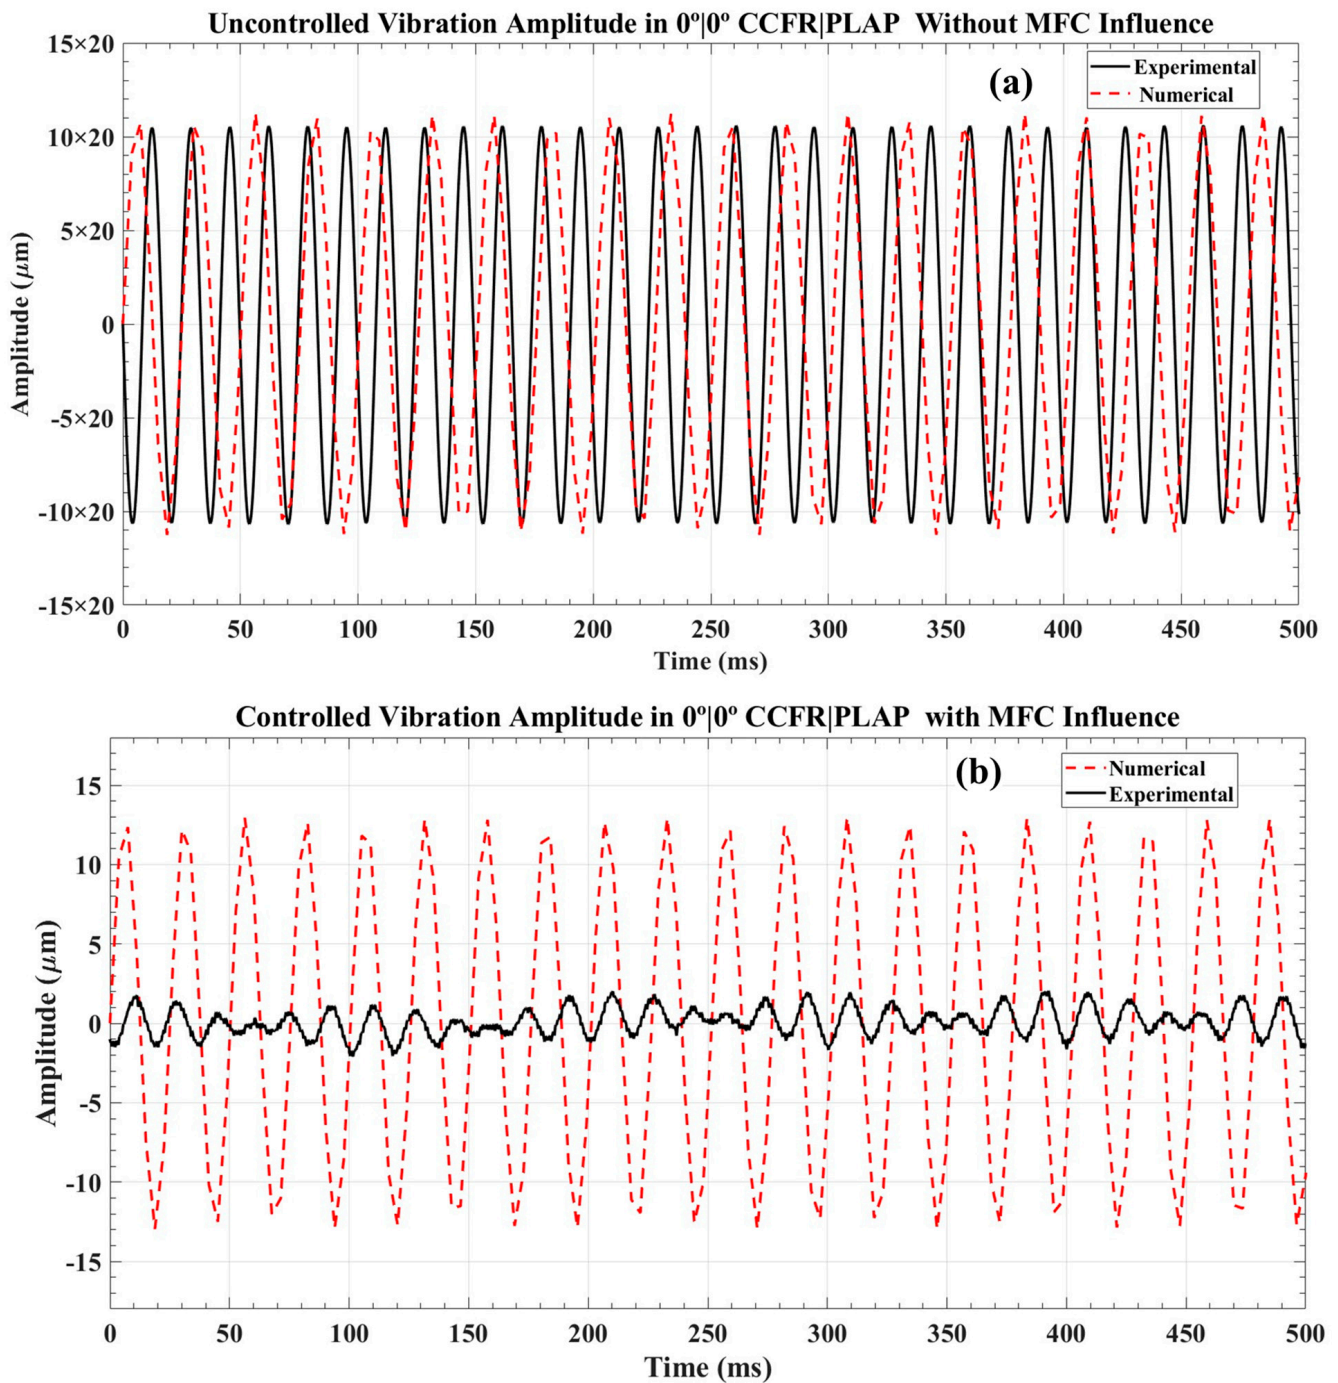 Uncontrolled Vibration Amplitude in 0º|0º CCFR|PLAP Without MFC Influence
(a)
Experimental
Numerical
Amplitude (μm)
15×20
10×20
5×20
0
-5×20
-10×20
-15×20
0 50 100 150 200 250 300 350 400 450 500
Time (ms)
Controlled Vibration Amplitude in 0º|0º CCFR|PLAP with MFC Influence
(b)
Numerical
Experimental
Amplitude (μm)
15
10
5
0
-5
-10
-15
0 50 100 150 200 250 300 350 400 450 500
Time (ms)